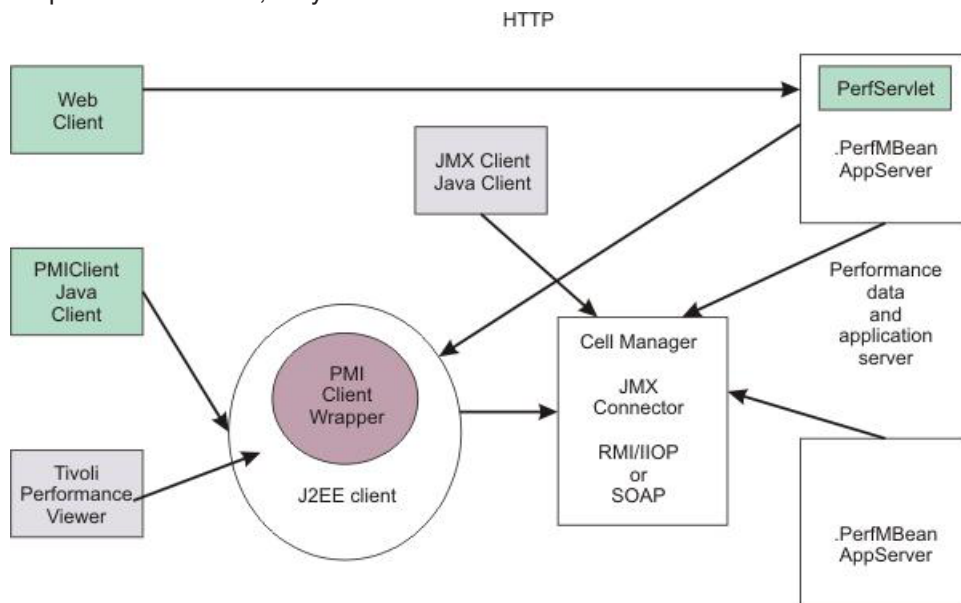 HTTP
Web
Client
PerfServlet
.PerfMBean
AppServer
JMX Client
Java Client
PMIClient
Java
Client
Performance
data
and
application
server
Cell Manager
JMX
Connector
RMI/IIOP
or
SOAP
PMI
Client
Wrapper
J2EE client
Tivoli
Performance
Viewer
.PerfMBean
AppServer